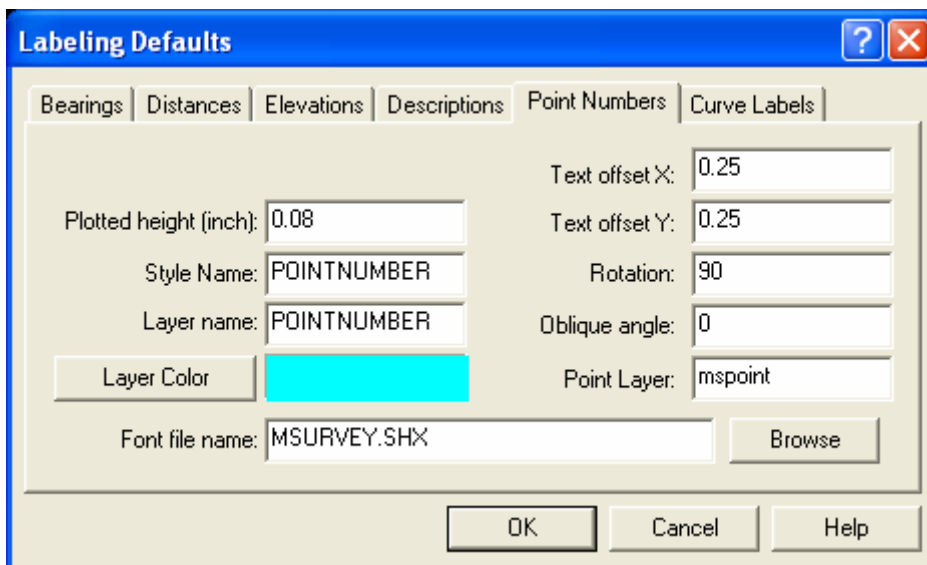 Labeling Defaults
Bearings Distances Elevations Descriptions Point Numbers Curve Labels
Text offset X: 0.25
Plotted height (inch): 0.08 Text offset Y: 0.25
Style Name: POINTNUMBER Rotation: 90
Layer name: POINTNUMBER Oblique angle: 0
Layer Color Point Layer: mspoint
Font file name: MSURVEY.SHX Browse
OK Cancel Help